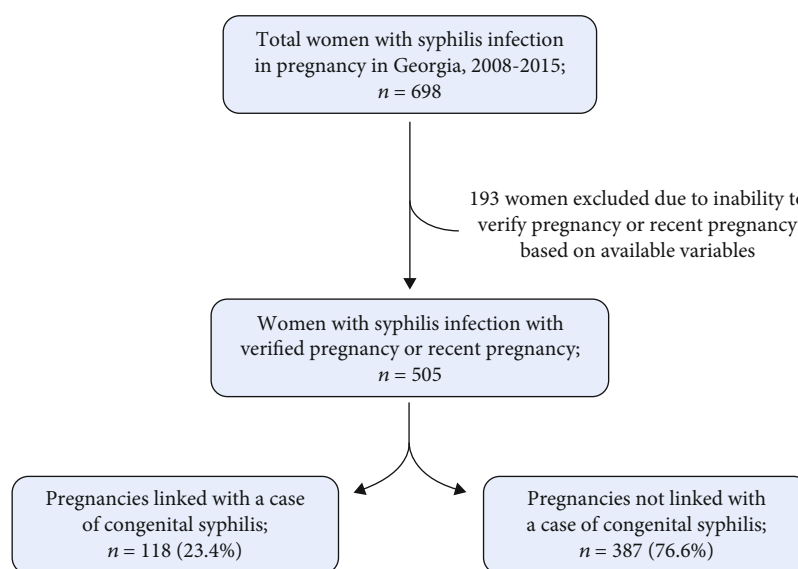 Total women with syphilis infection
in pregnancy in Georgia, 2008-2015;
n = 698
193 women excluded due to inability to
verify pregnancy or recent pregnancy
based on available variables
Women with syphilis infection with
verified pregnancy or recent pregnancy;
n = 505
Pregnancies linked with a case
of congenital syphilis;
n = 118 (23.4%)
Pregnancies not linked with
a case of congenital syphilis;
n = 387 (76.6%)